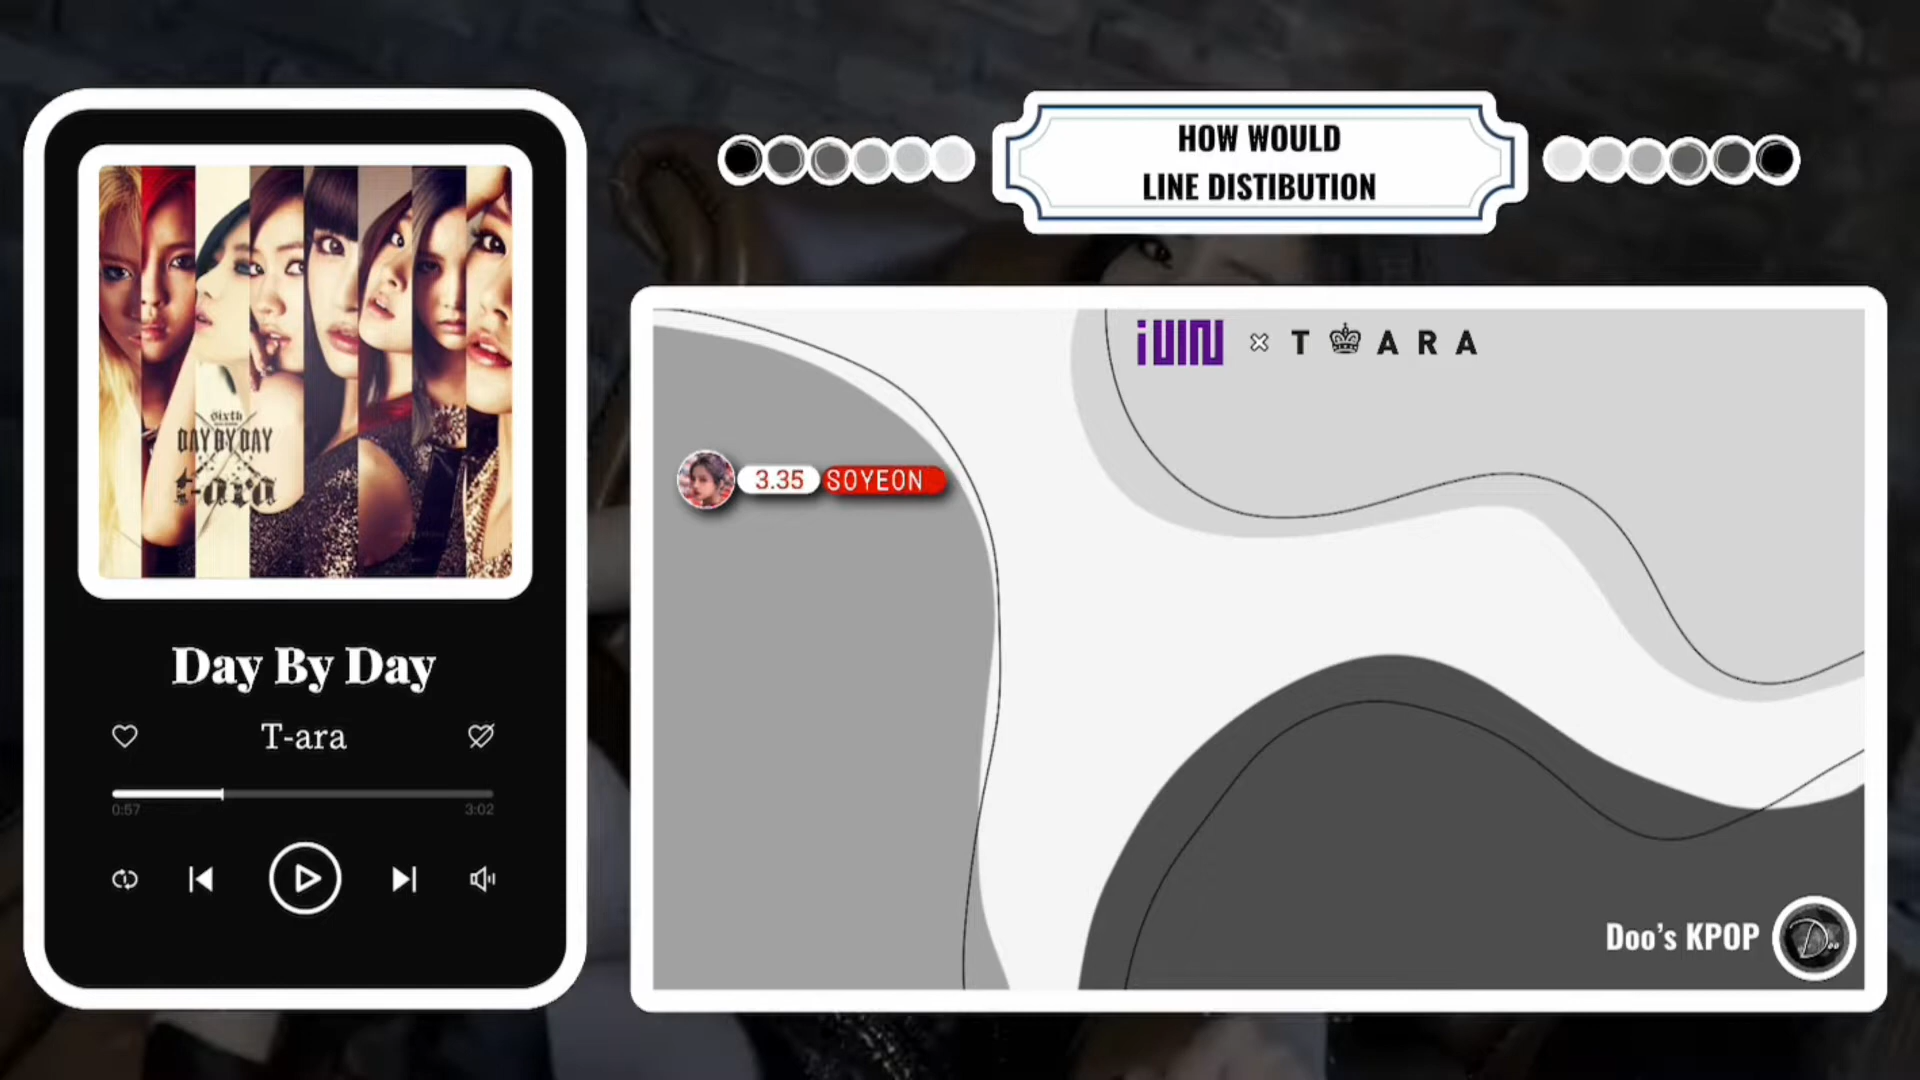 sixth
DAY BY DAY
t-ara
Day By Day
T-ara
0:57
3:02
HOW WOULD
LINE DISTIBUTION
T ARA
3.35 SOYEON
Doo's KPOP
Doo